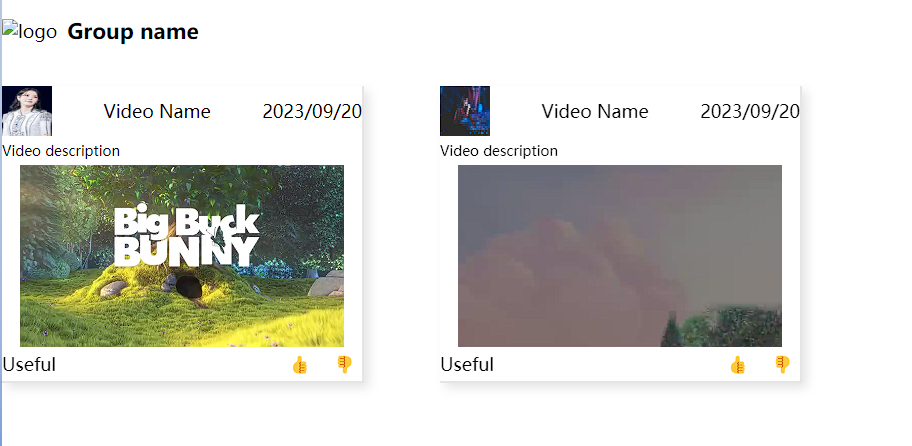 logo Group name
Video Name 2023/09/20
Video description
Big Buck
BUNNY
Useful
Video Name 2023/09/20
Video description
Useful